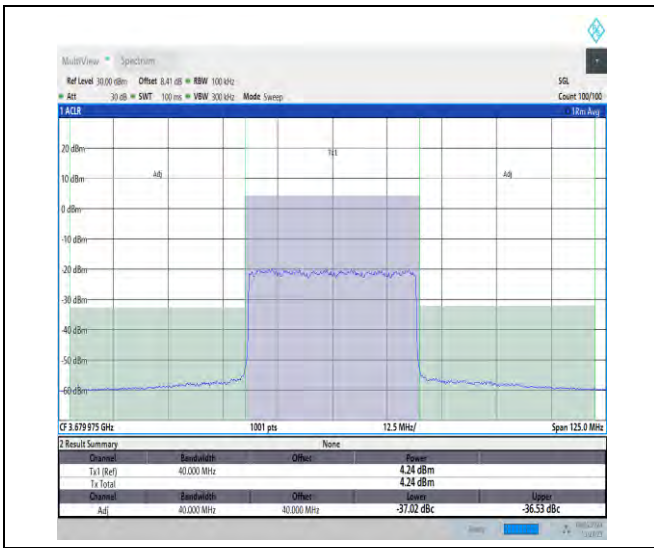 MultiView Spectrum
Ref Level 30.00 dBm Offset 8.41 dB RBW 100 kHz SGL
Att 30 dB SWT 100 ms VBW 300 kHz Mode Sweep Count 100/100
1 ACLR 1Rm Avg
Tx1
20 dBm
Adj Adj
10 dBm
0 dBm
-10 dBm
-20 dBm
-30 dBm
-40 dBm
-50 dBm
-60 dBm
CF 3.679 975 GHz 1001 pts 12.5 MHz/ Span 125.0 MHz
2 Result Summary None
Channel Bandwidth Offset Power
Tx1 (Ref) 40.000 MHz 4.24 dBm
Tx Total 4.24 dBm
Channel Bandwidth Offset Lower Upper
Adj 40.000 MHz 40.000 MHz -37.02 dBc -36.53 dBc